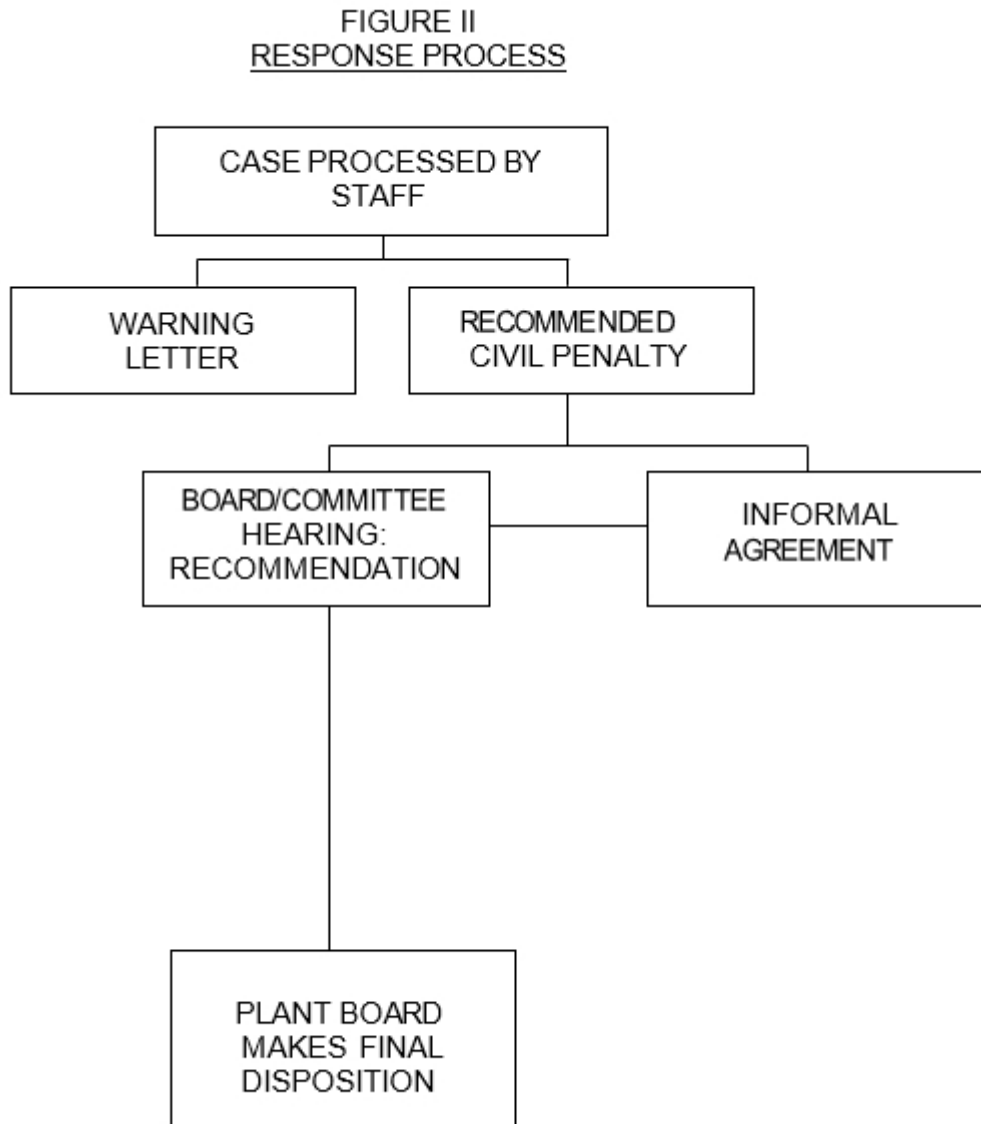 FIGURE II
RESPONSE PROCESS
CASE PROCESSED BY
STAFF
WARNING
LETTER
RECOMMENDED
CIVIL PENALTY
BOARD/COMMITTEE
HEARING:
RECOMMENDATION
INFORMAL
AGREEMENT
PLANT BOARD
MAKES FINAL
DISPOSITION